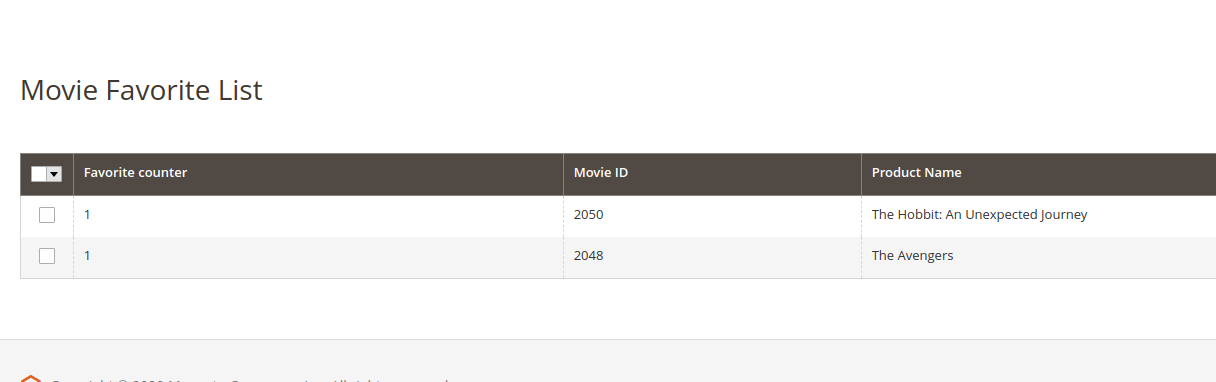 Movie Favorite List
Favorite counter Movie ID Product Name
1 2050 The Hobbit: An Unexpected Journey
1 2048 The Avengers